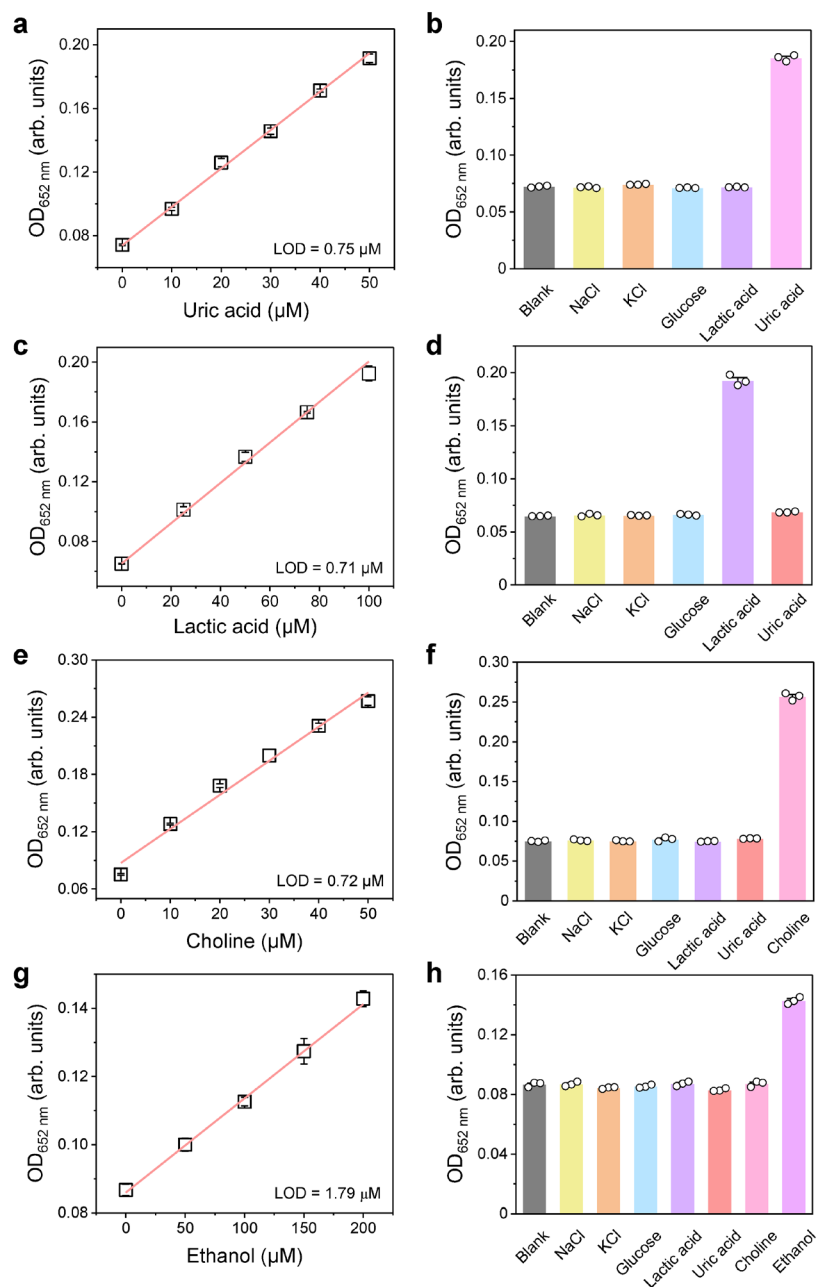 a
OD652 nm (arb. units)
0.20
0.16
0.12
0.08
LOD = 0.75 μM
0 10 20 30 40 50
Uric acid (μM)
b
OD652 nm (arb. units)
0.20
0.15
0.10
0.05
0
Blank NaCl KCl Glucose Lactic acid Uric acid
c
OD652 nm (arb. units)
0.20
0.16
0.12
0.08
LOD = 0.71 μM
0 20 40 60 80 100
Lactic acid (μM)
d
OD652 nm (arb. units)
0.20
0.15
0.10
0.05
0
Blank NaCl KCl Glucose Lactic acid Uric acid
e
OD652 nm (arb. units)
0.30
0.24
0.18
0.12
0.06
LOD = 0.72 μM
0 10 20 30 40 50
Choline (μM)
f
OD652 nm (arb. units)
0.30
0.25
0.20
0.15
0.10
0.05
0
Blank NaCl KCl Glucose Lactic acid Uric acid Choline
g
OD652 nm (arb. units)
0.14
0.12
0.10
0.08
LOD = 1.79 μM
0 50 100 150 200
Ethanol (μM)
h
OD652 nm (arb. units)
0.16
0.12
0.08
0.04
0
Blank NaCl KCl Glucose Lactic acid Uric acid Choline Ethanol